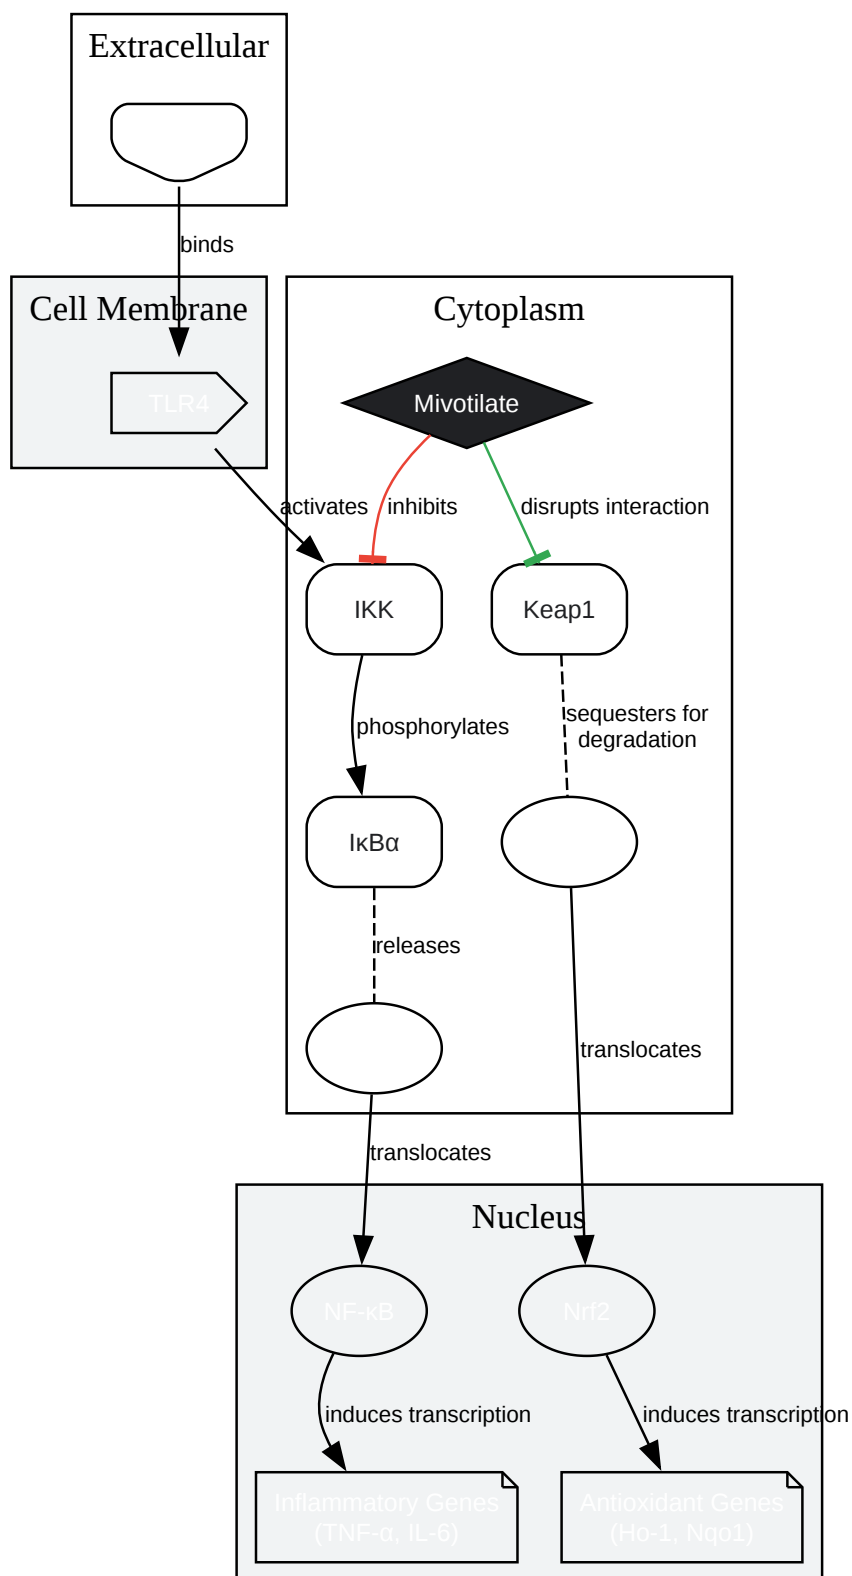 Extracellular
binds
Cell Membrane
Cytoplasm
TLR4
Mivotilate
activates
inhibits
disrupts interaction
IKK
Keap1
phosphorylates
sequesters for
degradation
IκBα
releases
translocates
translocates
Nucleus
NF-κB
Nrf2
induces transcription
induces transcription
Inflammatory Genes
(TNF-α, IL-6)
Antioxidant Genes
(Ho-1, Nqo1)